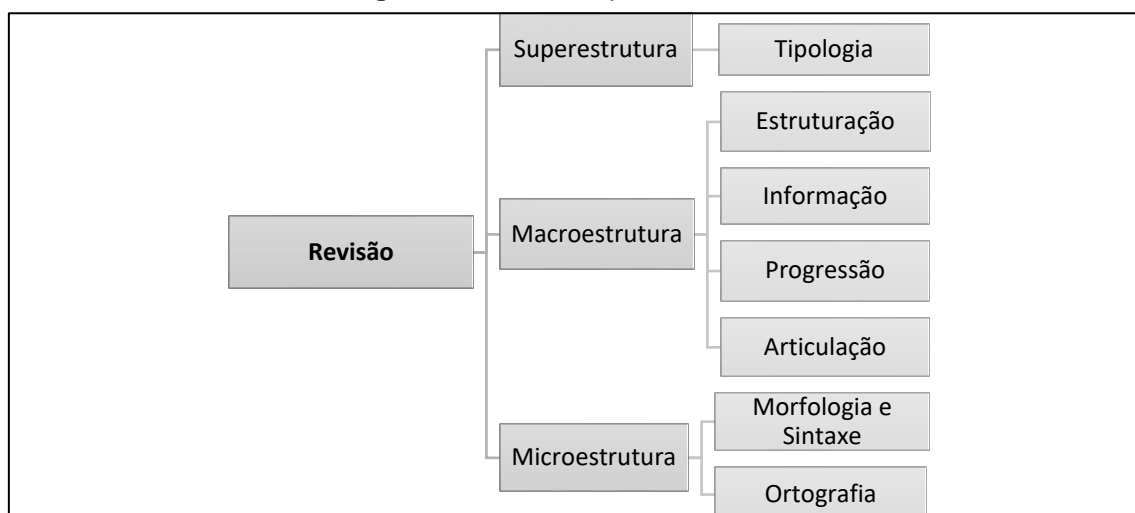 Superestrutura
Tipologia
Estruturação
Informação
Revisão
Macroestrutura
Progressão
Articulação
Morfologia e
Sintaxe
Microestrutura
Ortografia